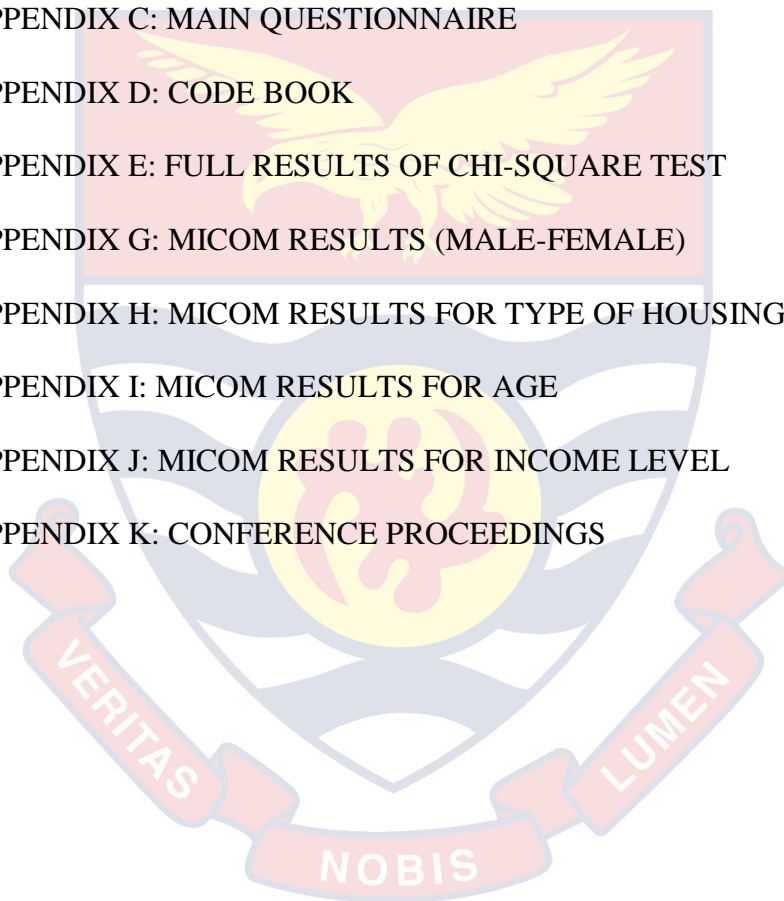 PPENDIX C: MAIN QUESTIONNAIRE
PPENDIX D: CODE BOOK
PPENDIX E: FULL RESULTS OF CHI-SQUARE TEST
PPENDIX G: MICOM RESULTS (MALE-FEMALE)
PPENDIX H: MICOM RESULTS FOR TYPE OF HOUSING
PPENDIX I: MICOM RESULTS FOR AGE
PPENDIX J: MICOM RESULTS FOR INCOME LEVEL
PPENDIX K: CONFERENCE PROCEEDINGS
VERITAS
NOBIS
LUMEN